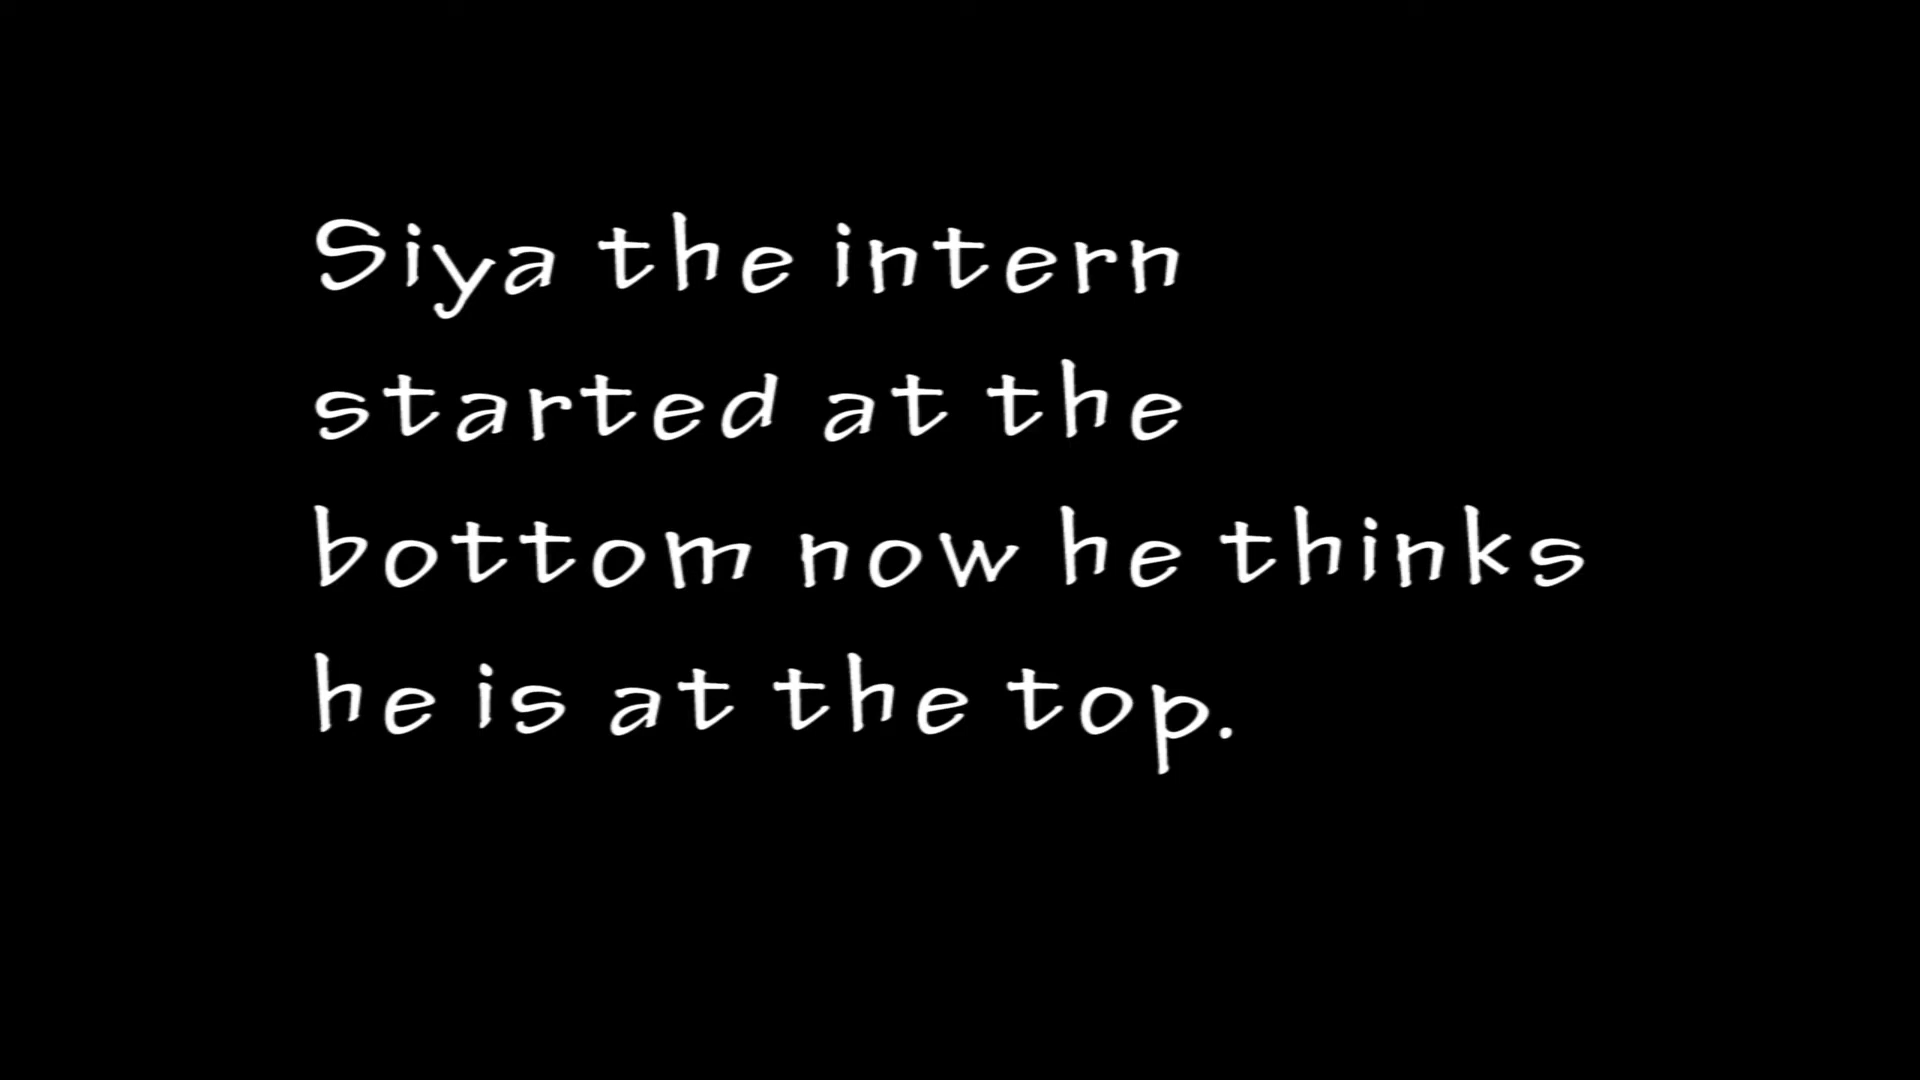 Siya the intern
started at the
bottom now he thinks
he is at the top.